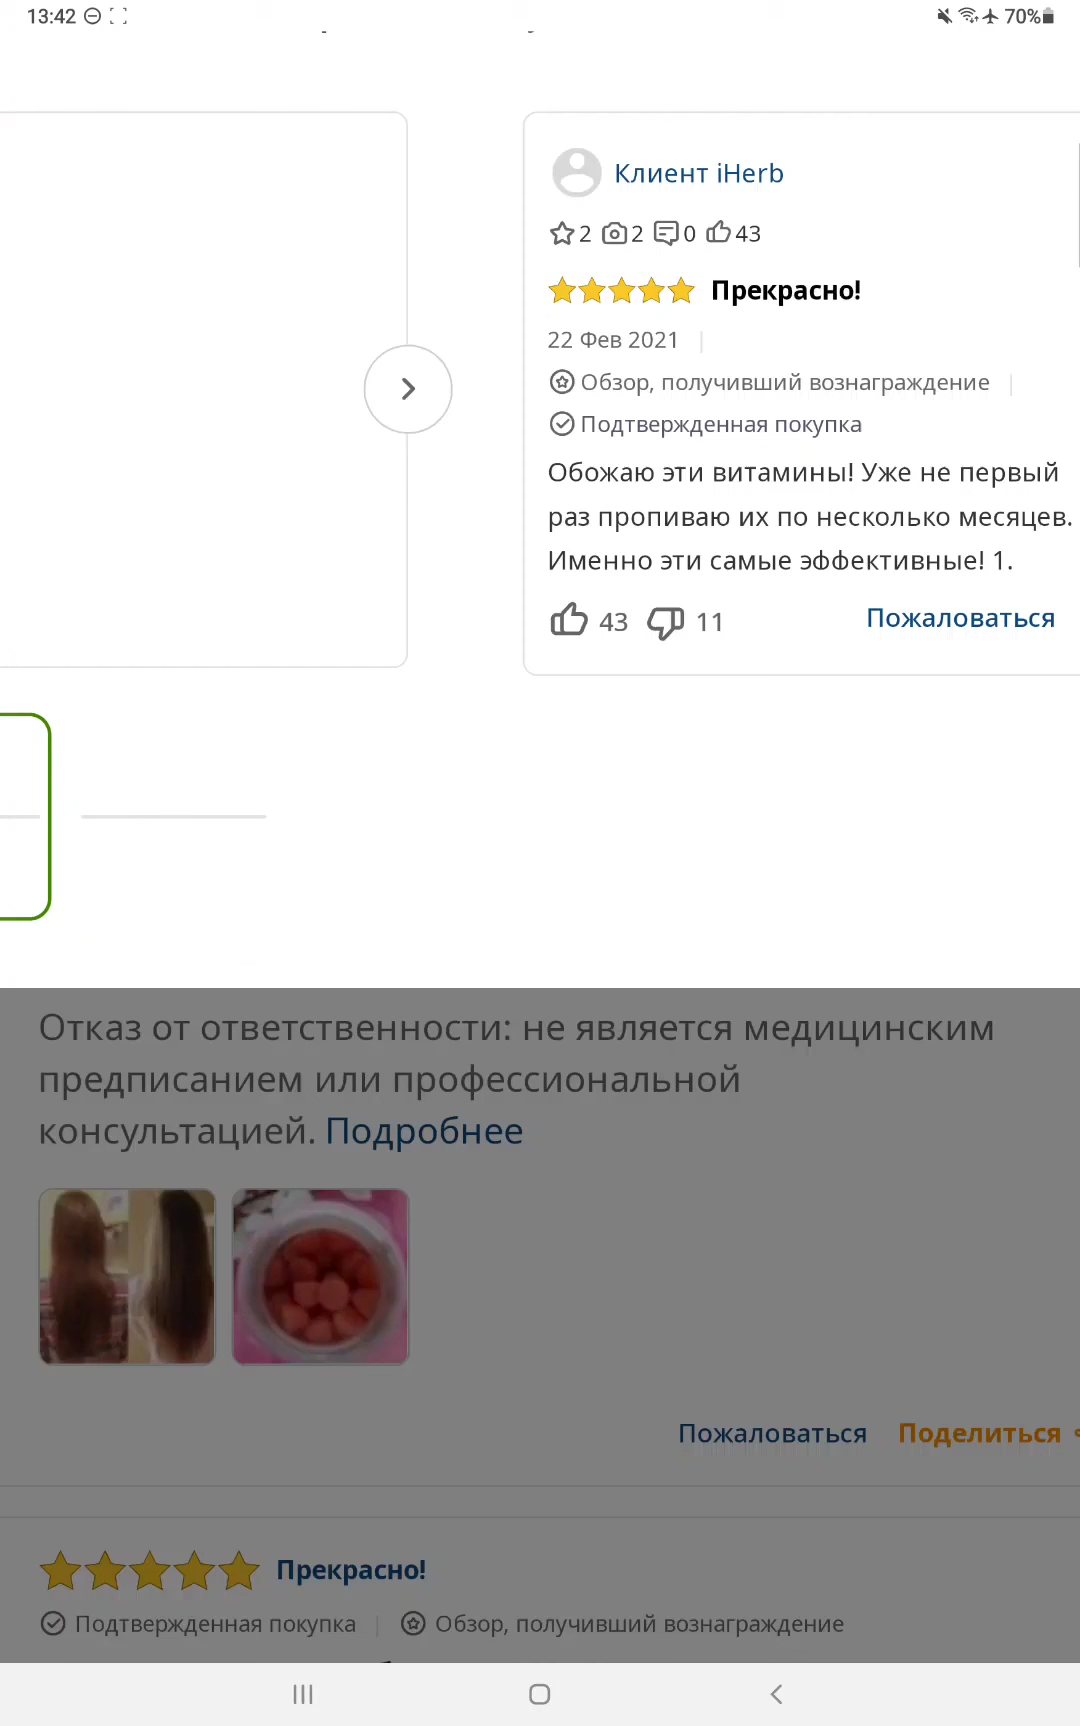 13:42
70%
Клиент iHerb
2 2 0 43
Прекрасно!
22 Фев 2021
Обзор, получивший вознаграждение
Подтвержденная покупка
Обожаю эти витамины! Уже не первый
раз пропиваю их по несколько месяцев.
Именно эти самые эффективные! 1.
43 11 Пожаловаться
Отказ от ответственности: не является медицинским
предписанием или профессиональной
консультацией. Подробнее
Пожаловаться Поделиться
Прекрасно!
Подтвержденная покупка | Обзор, получивший вознаграждение